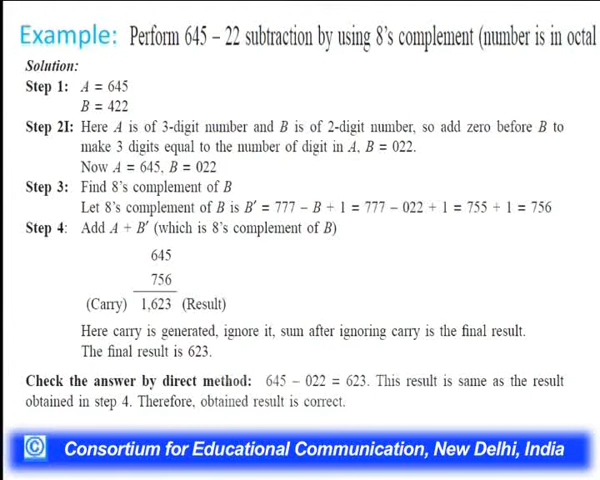 Example: Perform 645 – 22 subtraction by using 8's complement (number is in octal
Solution:
Step 1: A = 645
B = 422
Step 2I: Here A is of 3-digit number and B is of 2-digit number, so add zero before B to
make 3 digits equal to the number of digit in A, B = 022.
Now A = 645, B = 022
Step 3: Find 8's complement of B
Let 8's complement of B is B′ = 777 – B + 1 = 777 – 022 + 1 = 755 + 1 = 756
Step 4: Add A + B′ (which is 8's complement of B)
645
756
(Carry) 1,623 (Result)
Here carry is generated, ignore it, sum after ignoring carry is the final result.
The final result is 623.
Check the answer by direct method: 645 – 022 = 623. This result is same as the result
obtained in step 4. Therefore, obtained result is correct.
© Consortium for Educational Communication, New Delhi, India